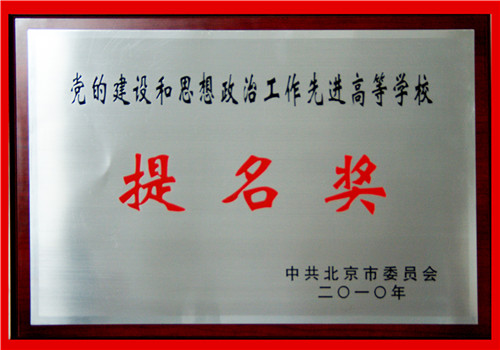 党的建设和思想政治工作先进高等学校
提名奖
中共北京市委员会
二〇一〇年